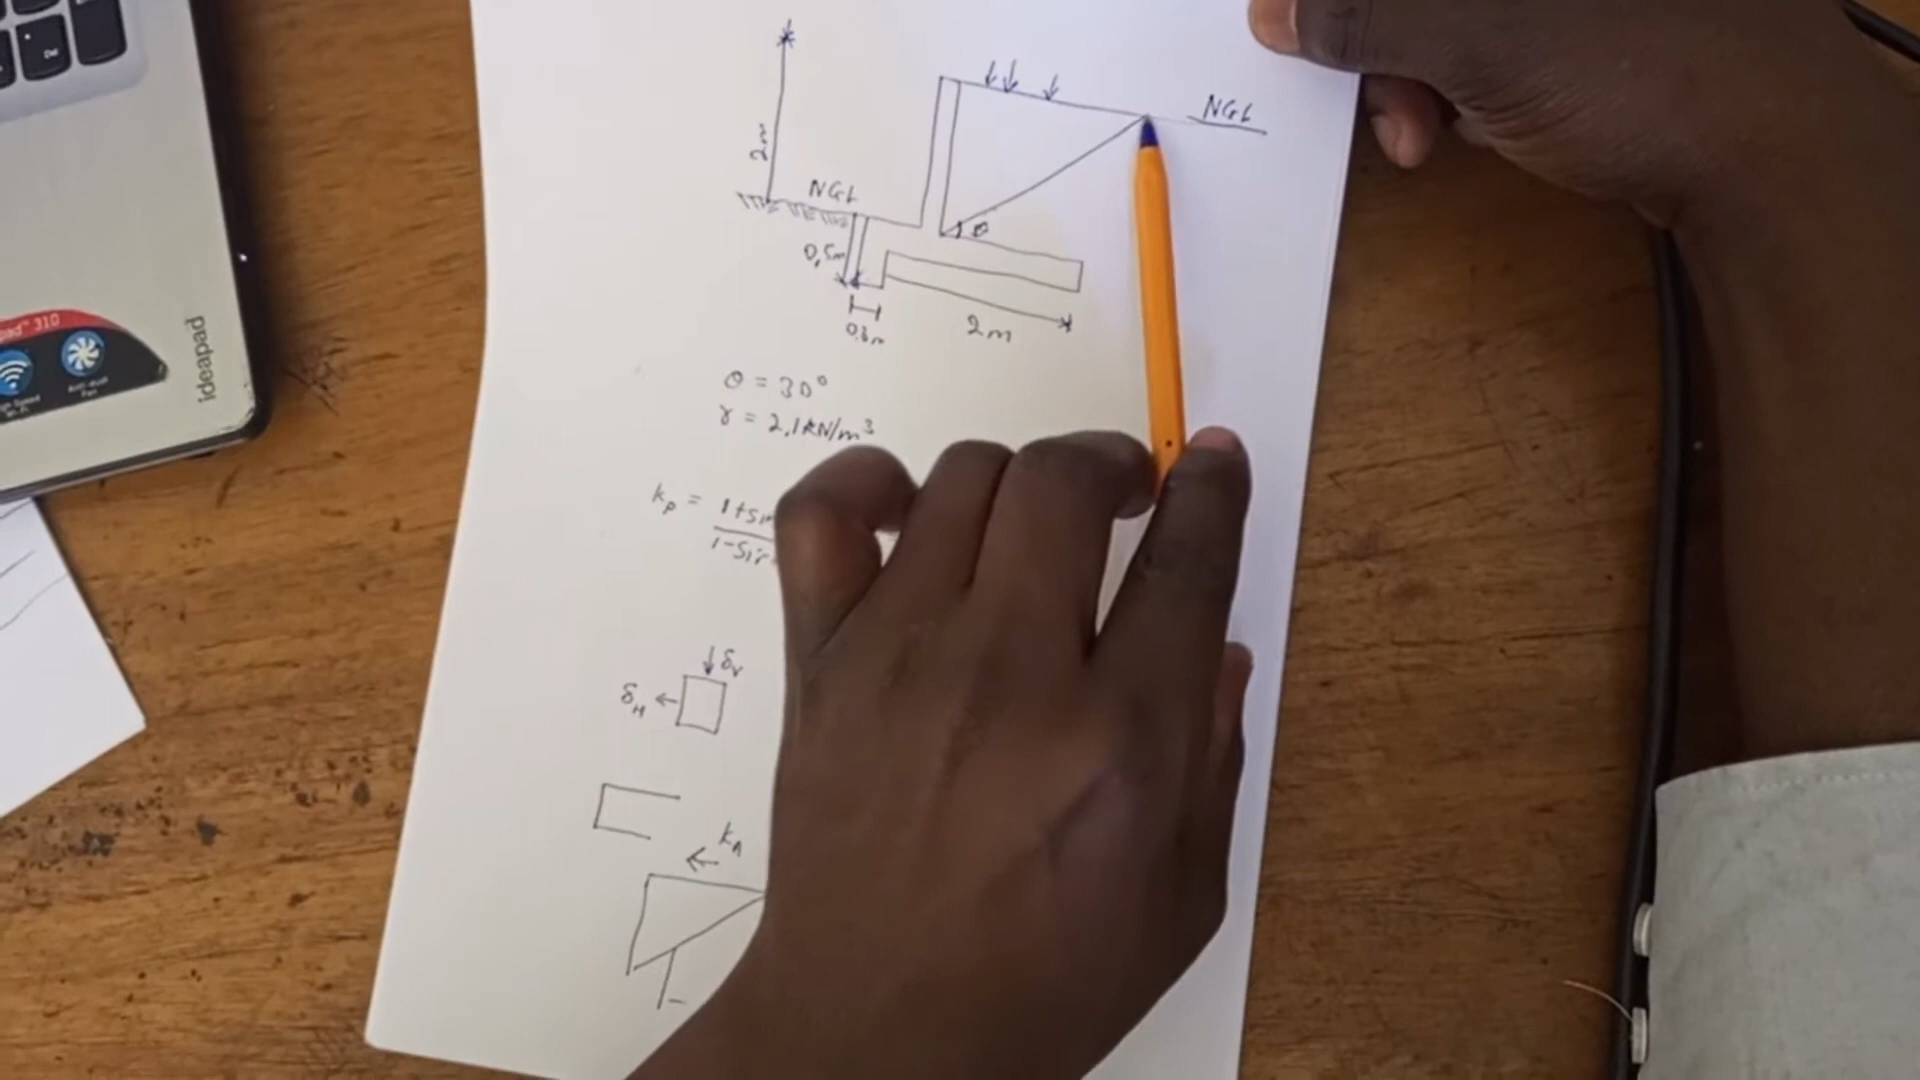 2m
NGL
NGL
0,5m
θ
0.3m
2m
θ = 30°
γ = 2.1kN/m³
kp =
1+sin
1-Sin
δv
δH
kA
310
ideapad